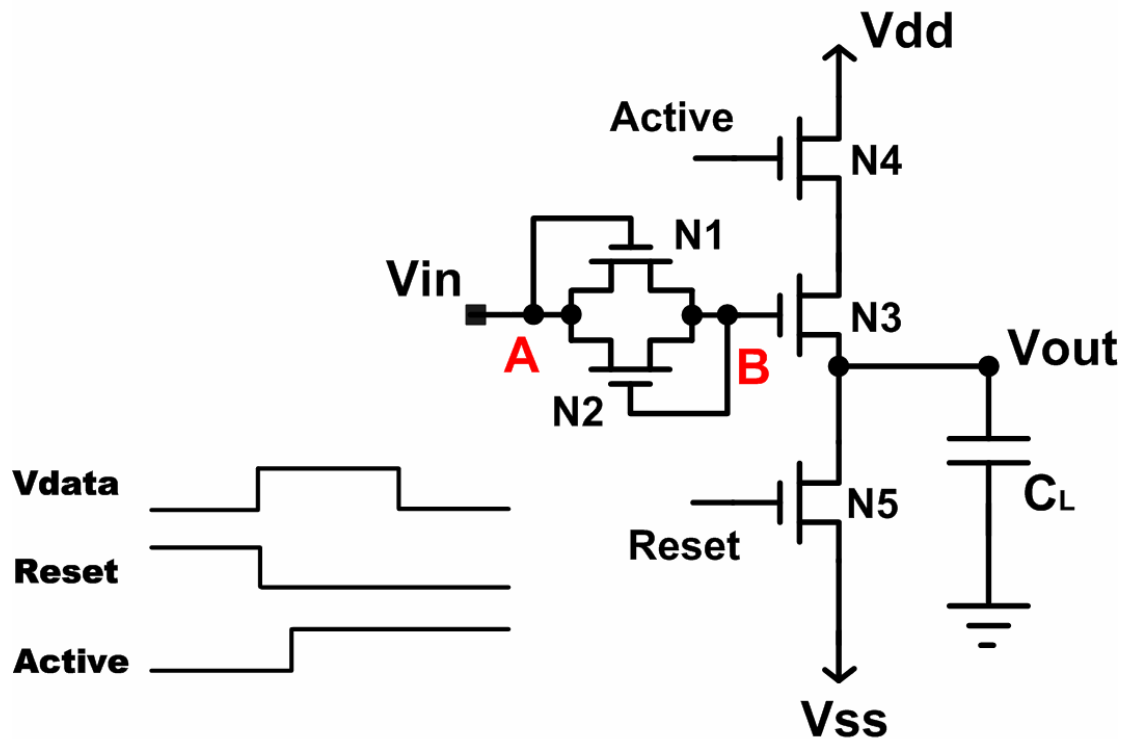 Vdd
Active
N4
N1
Vin
N3
A
B
Vout
N2
Vdata
N5
CL
Reset
Reset
Active
Vss